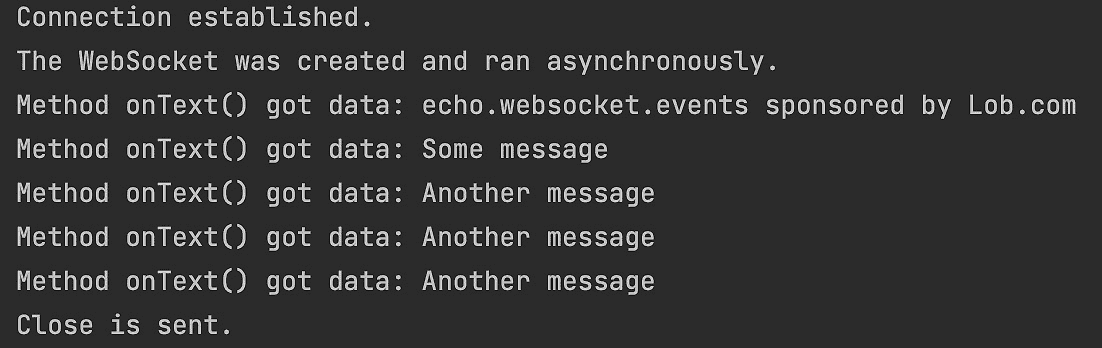 Connection established.
The WebSocket was created and ran asynchronously.
Method onText() got data: echo.websocket.events sponsored by Lob.com
Method onText() got data: Some message
Method onText() got data: Another message
Method onText() got data: Another message
Method onText() got data: Another message
Close is sent.